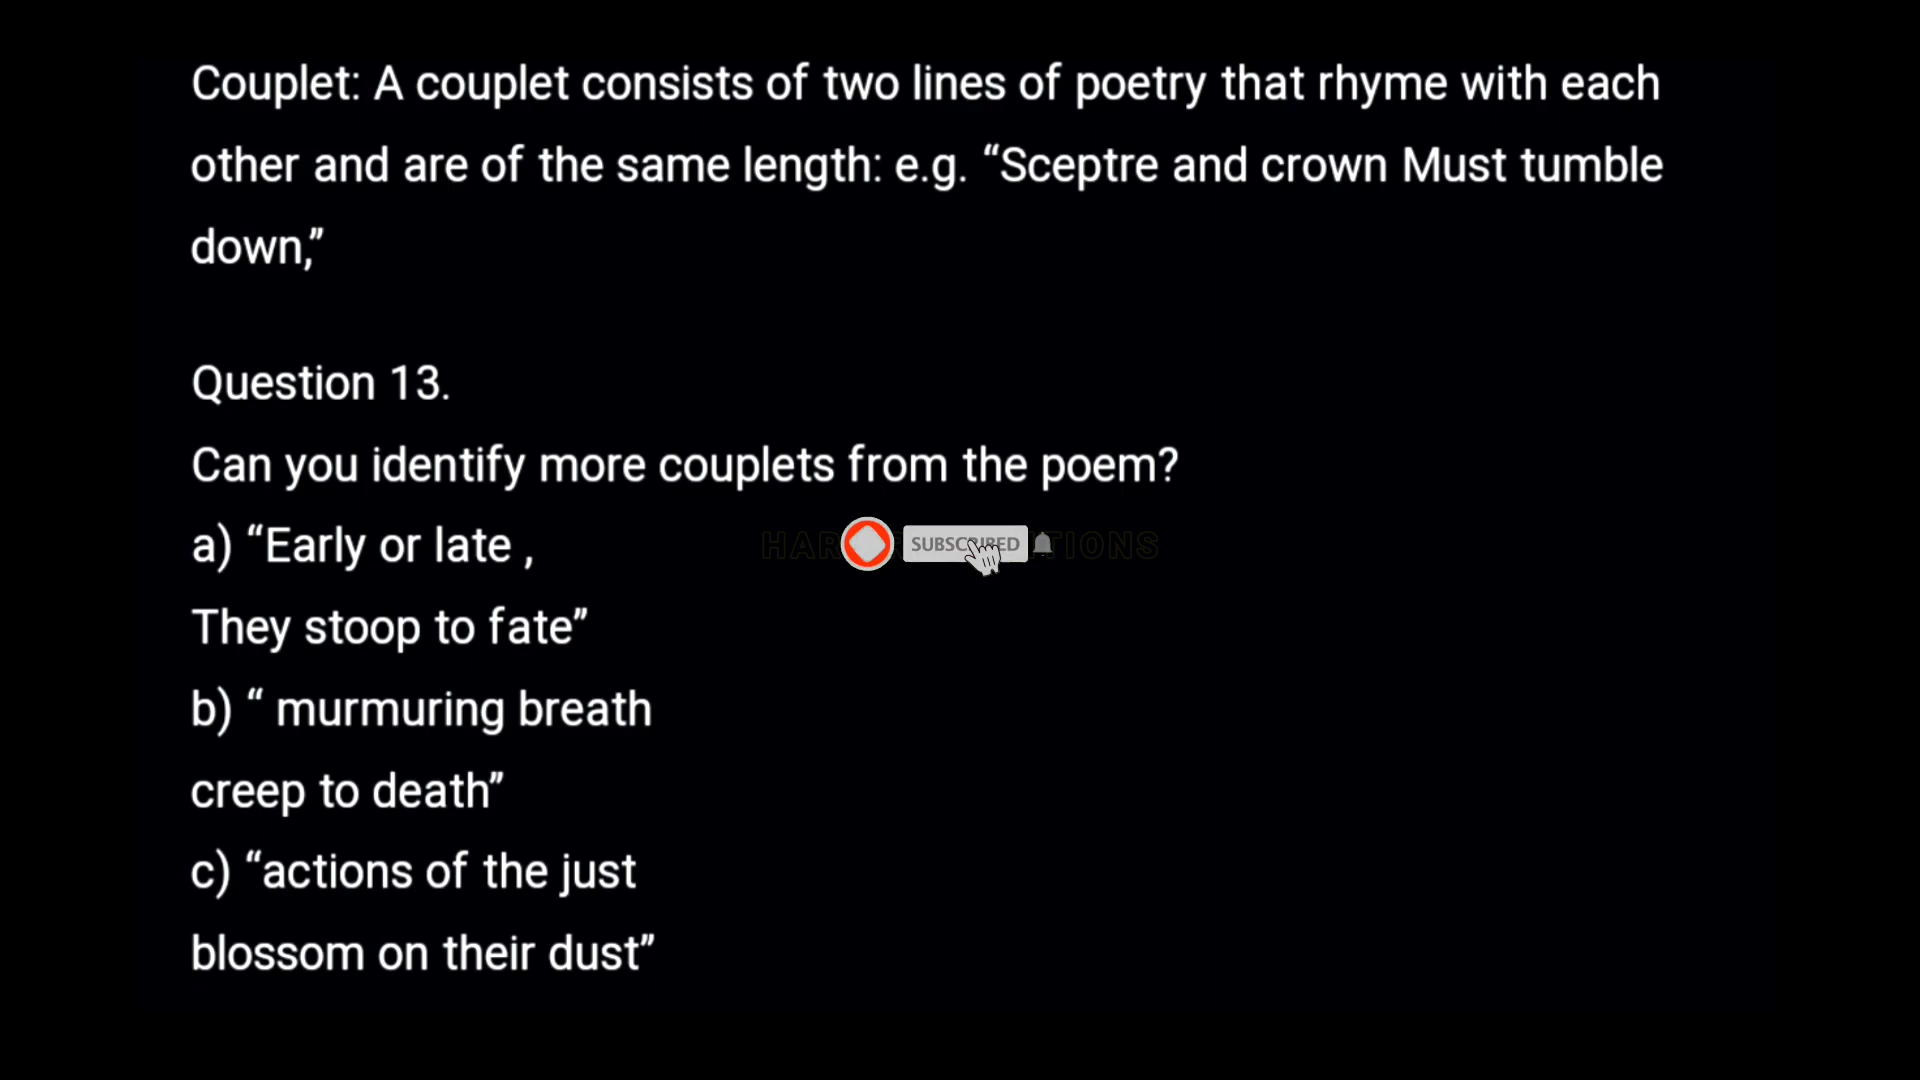 Couplet: A couplet consists of two lines of poetry that rhyme with each
other and are of the same length: e.g. “Sceptre and crown Must tumble
down,”
Question 13.
Can you identify more couplets from the poem?
a) “Early or late ,
SUBSCRIBED
They stoop to fate”
b) “ murmuring breath
creep to death”
c) “actions of the just
blossom on their dust”